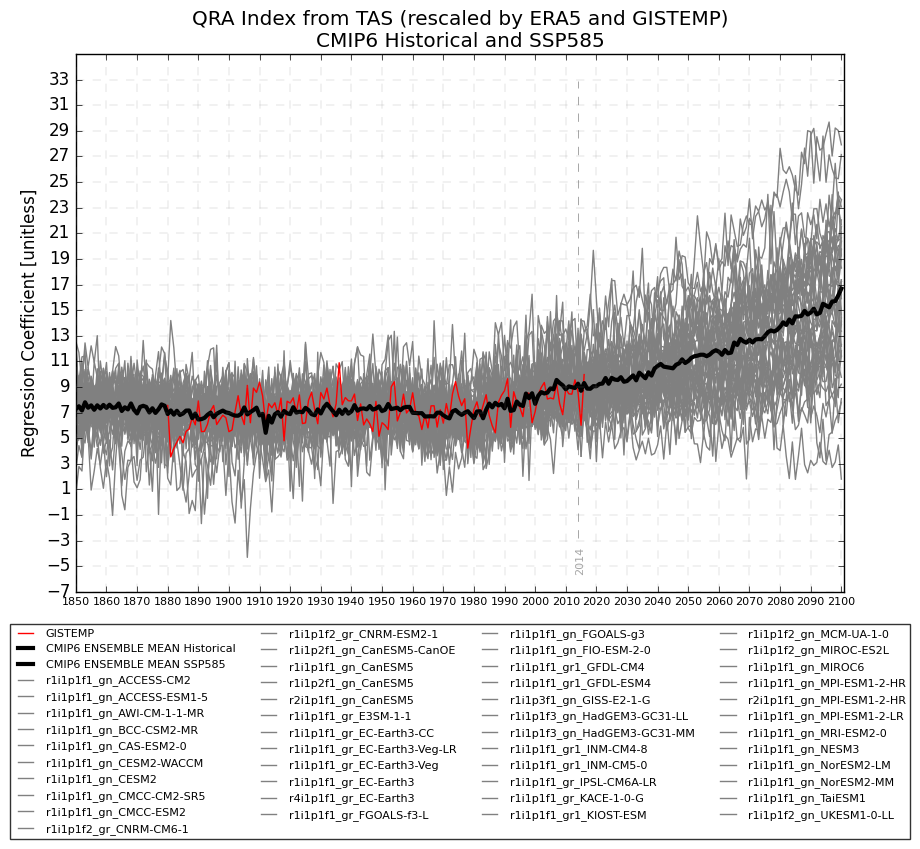 QRA Index from TAS (rescaled by ERA5 and GISTEMP)
CMIP6 Historical and SSP585
Regression Coefficient [unitless]
33
31
29
27
25
23
21
19
17
15
13
11
9
7
5
3
1
−1
−3
−5
−7
2014
1850 1860 1870 1880 1890 1900 1910 1920 1930 1940 1950 1960 1970 1980 1990 2000 2010 2020 2030 2040 2050 2060 2070 2080 2090 2100
GISTEMP
CMIP6 ENSEMBLE MEAN Historical
CMIP6 ENSEMBLE MEAN SSP585
r1i1p1f1_gn_ACCESS-CM2
r1i1p1f1_gn_ACCESS-ESM1-5
r1i1p1f1_gn_AWI-CM-1-1-MR
r1i1p1f1_gn_BCC-CSM2-MR
r1i1p1f1_gn_CAS-ESM2-0
r1i1p1f1_gn_CESM2-WACCM
r1i1p1f1_gn_CESM2
r1i1p1f1_gn_CMCC-CM2-SR5
r1i1p1f1_gn_CMCC-ESM2
r1i1p1f2_gr_CNRM-CM6-1
r1i1p1f2_gr_CNRM-ESM2-1
r1i1p2f1_gn_CanESM5-CanOE
r1i1p1f1_gn_CanESM5
r1i1p2f1_gn_CanESM5
r2i1p1f1_gn_CanESM5
r1i1p1f1_gr_E3SM-1-1
r1i1p1f1_gr_EC-Earth3-CC
r1i1p1f1_gr_EC-Earth3-Veg-LR
r1i1p1f1_gr_EC-Earth3-Veg
r1i1p1f1_gr_EC-Earth3
r4i1p1f1_gr_EC-Earth3
r1i1p1f1_gr_FGOALS-f3-L
r1i1p1f1_gn_FGOALS-g3
r1i1p1f1_gn_FIO-ESM-2-0
r1i1p1f1_gr1_GFDL-CM4
r1i1p1f1_gr1_GFDL-ESM4
r1i1p3f1_gn_GISS-E2-1-G
r1i1p1f3_gn_HadGEM3-GC31-LL
r1i1p1f3_gn_HadGEM3-GC31-MM
r1i1p1f1_gr1_INM-CM4-8
r1i1p1f1_gr1_INM-CM5-0
r1i1p1f1_gr_IPSL-CM6A-LR
r1i1p1f1_gr_KACE-1-0-G
r1i1p1f1_gr1_KIOST-ESM
r1i1p1f2_gn_MCM-UA-1-0
r1i1p1f2_gn_MIROC-ES2L
r1i1p1f1_gn_MIROC6
r1i1p1f1_gn_MPI-ESM1-2-HR
r2i1p1f1_gn_MPI-ESM1-2-HR
r1i1p1f1_gn_MPI-ESM1-2-LR
r1i1p1f1_gn_MRI-ESM2-0
r1i1p1f1_gn_NESM3
r1i1p1f1_gn_NorESM2-LM
r1i1p1f1_gn_NorESM2-MM
r1i1p1f1_gn_TaiESM1
r1i1p1f2_gn_UKESM1-0-LL